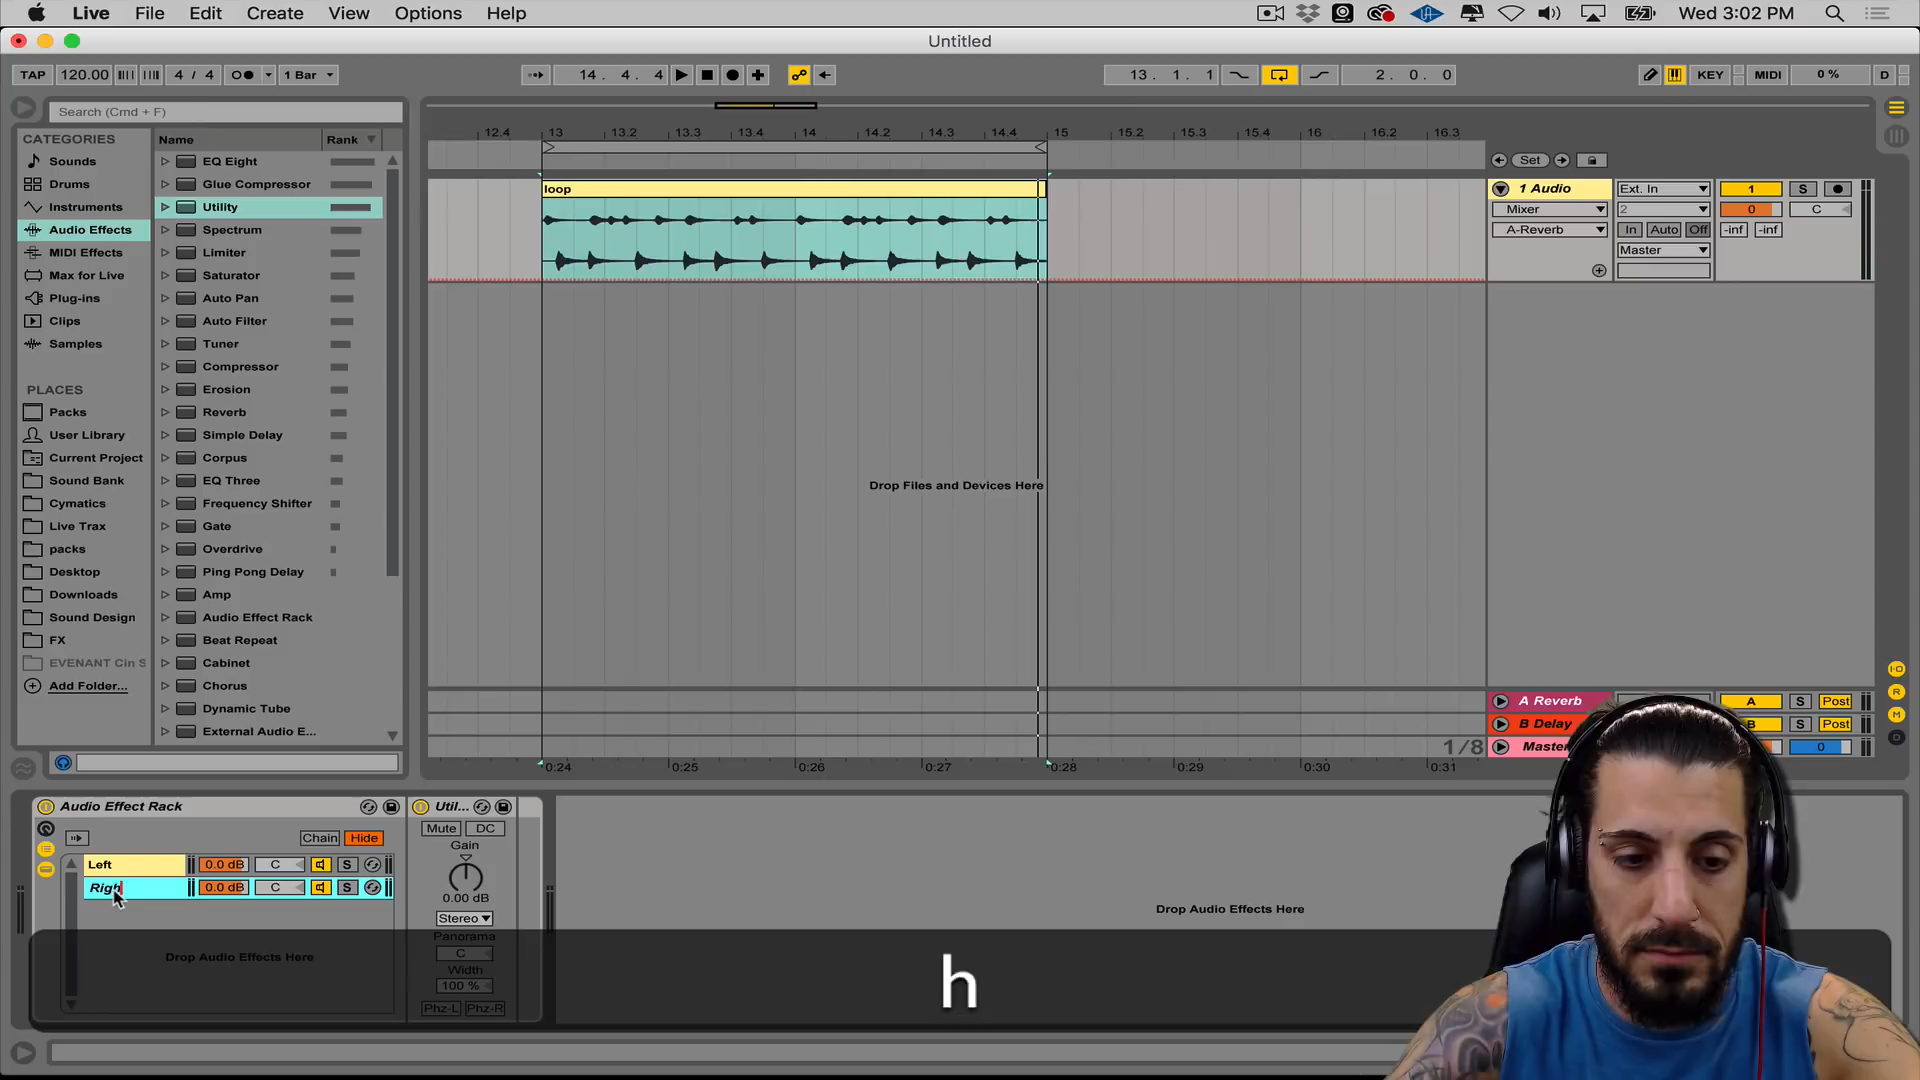 Live File Edit Create View Options Help Wed 3:02 PM
Untitled
TAP 120.00 4 / 4 1 Bar 14. 4. 4 13. 1. 1 2. 0. 0 KEY MIDI 0 % D
Search (Cmd + F)
CATEGORIES
Sounds
Drums
Instruments
Audio Effects
MIDI Effects
Max for Live
Plug-ins
Clips
Samples
PLACES
Packs
User Library
Current Project
Sound Bank
Cymatics
Live Trax
packs
Desktop
Downloads
Sound Design
FX
EVENANT Cin S
Add Folder...
Name Rank
EQ Eight
Glue Compressor
Utility
Spectrum
Limiter
Saturator
Auto Pan
Auto Filter
Tuner
Compressor
Erosion
Reverb
Simple Delay
Corpus
EQ Three
Frequency Shifter
Gate
Overdrive
Ping Pong Delay
Amp
Audio Effect Rack
Beat Repeat
Cabinet
Chorus
Dynamic Tube
External Audio E...
12.4 13 13.2 13.3 13.4 14 14.2 14.3 14.4 15 15.2 15.3 15.4 16 16.2 16.3
Set
loop
1 Audio Ext. In 1 S
Mixer 2 0 C
A-Reverb In Auto Off -inf -inf
Master
Drop Files and Devices Here
A Reverb A S Post
B Delay B S Post
1/8 Master 0
0:24 0:25 0:26 0:27 0:28 0:29 0:30 0:31
Audio Effect Rack
Chain Hide
Left 0.0 dB C S
Righ 0.0 dB C S
Drop Audio Effects Here
Util...
Mute DC
Gain
0.00 dB
Stereo
Panorama
C
Width
100 %
Phz-L Phz-R
Drop Audio Effects Here
h